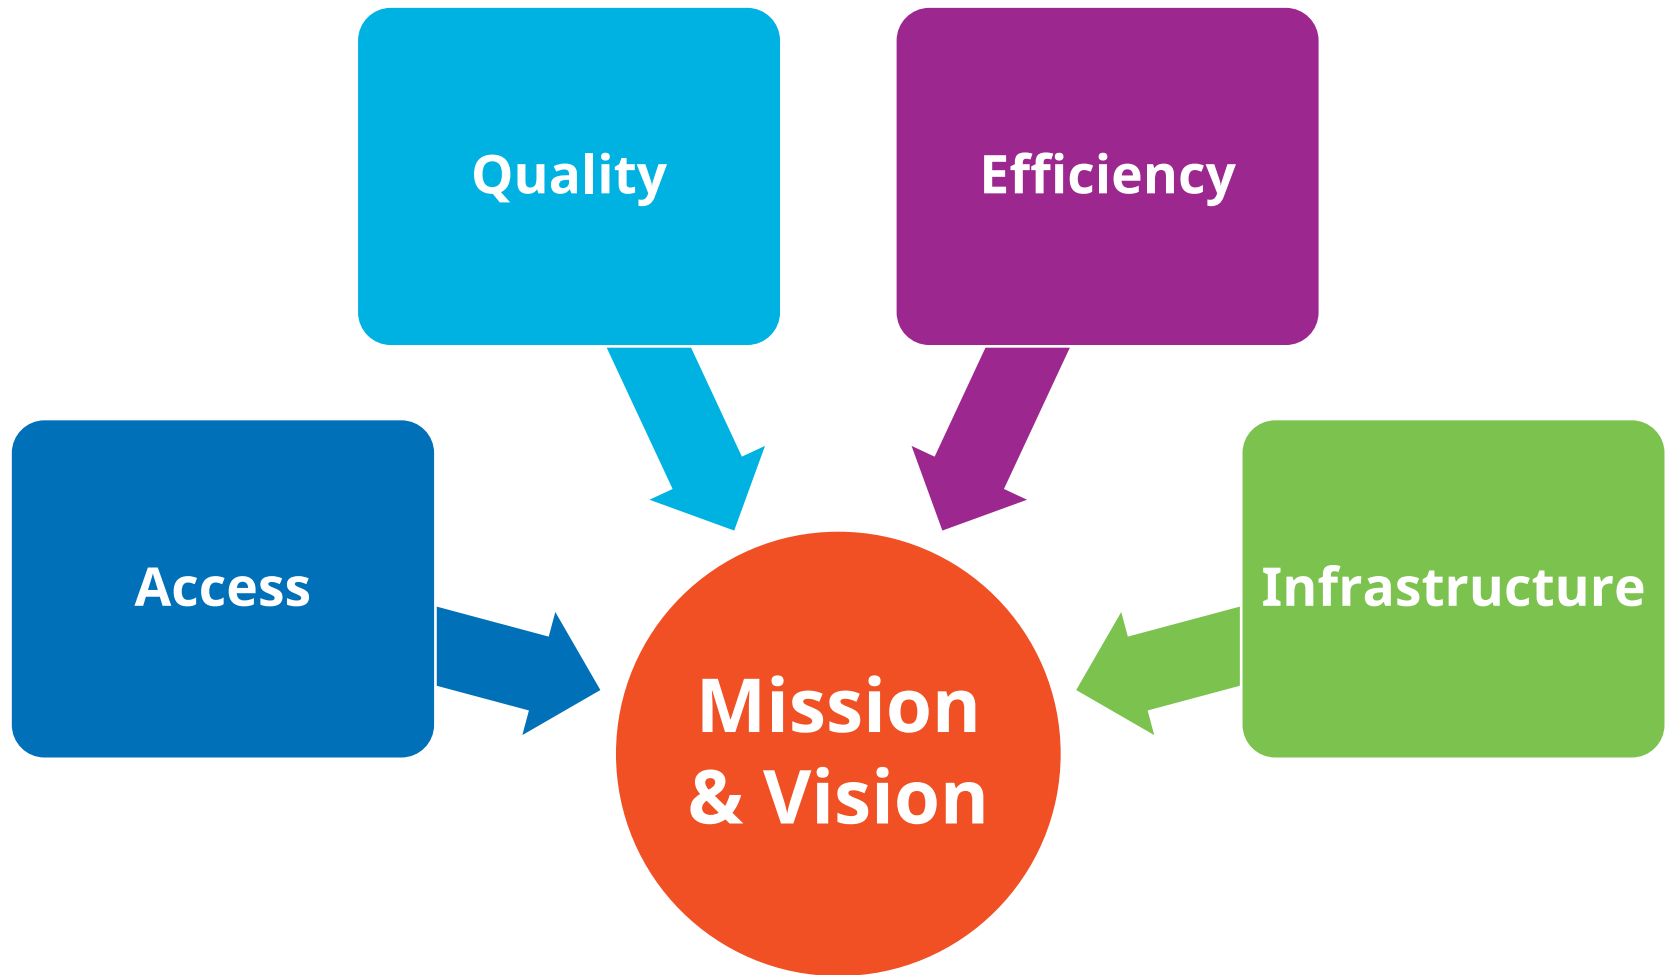 Quality
Efficiency
Access
Infrastructure
Mission
& Vision